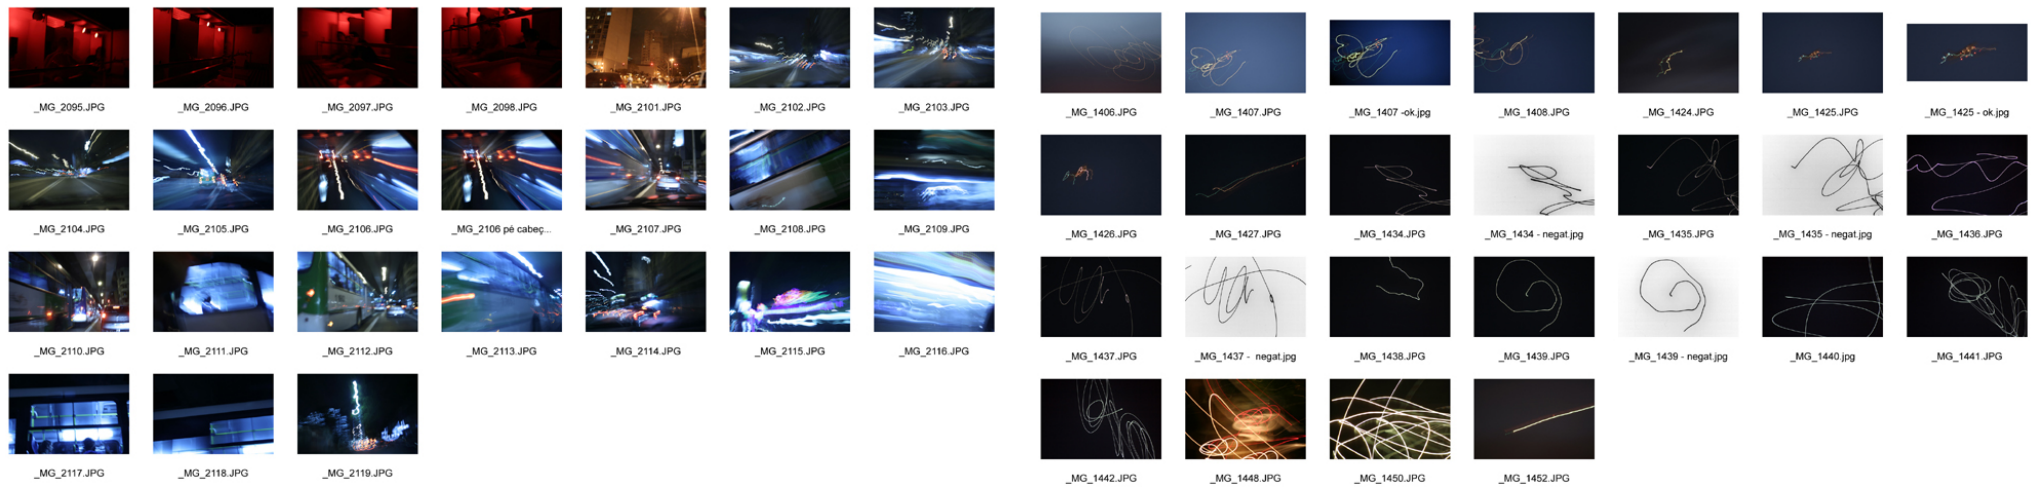 _MG_2095.JPG
_MG_2096.JPG
_MG_2097.JPG
_MG_2098.JPG
_MG_2101.JPG
_MG_2102.JPG
_MG_2103.JPG
_MG_2104.JPG
_MG_2105.JPG
_MG_2106.JPG
_MG_2106 pé cabeç...
_MG_2107.JPG
_MG_2108.JPG
_MG_2109.JPG
_MG_2110.JPG
_MG_2111.JPG
_MG_2112.JPG
_MG_2113.JPG
_MG_2114.JPG
_MG_2115.JPG
_MG_2116.JPG
_MG_2117.JPG
_MG_2118.JPG
_MG_2119.JPG
_MG_1406.JPG
_MG_1407.JPG
_MG_1407 -ok.jpg
_MG_1408.JPG
_MG_1424.JPG
_MG_1425.JPG
_MG_1425 - ok.jpg
_MG_1426.JPG
_MG_1427.JPG
_MG_1434.JPG
_MG_1434 - negat.jpg
_MG_1435.JPG
_MG_1435 - negat.jpg
_MG_1436.JPG
_MG_1437.JPG
_MG_1437 - negat.jpg
_MG_1438.JPG
_MG_1439.JPG
_MG_1439 - negat.jpg
_MG_1440.jpg
_MG_1441.JPG
_MG_1442.JPG
_MG_1448.JPG
_MG_1450.JPG
_MG_1452.JPG